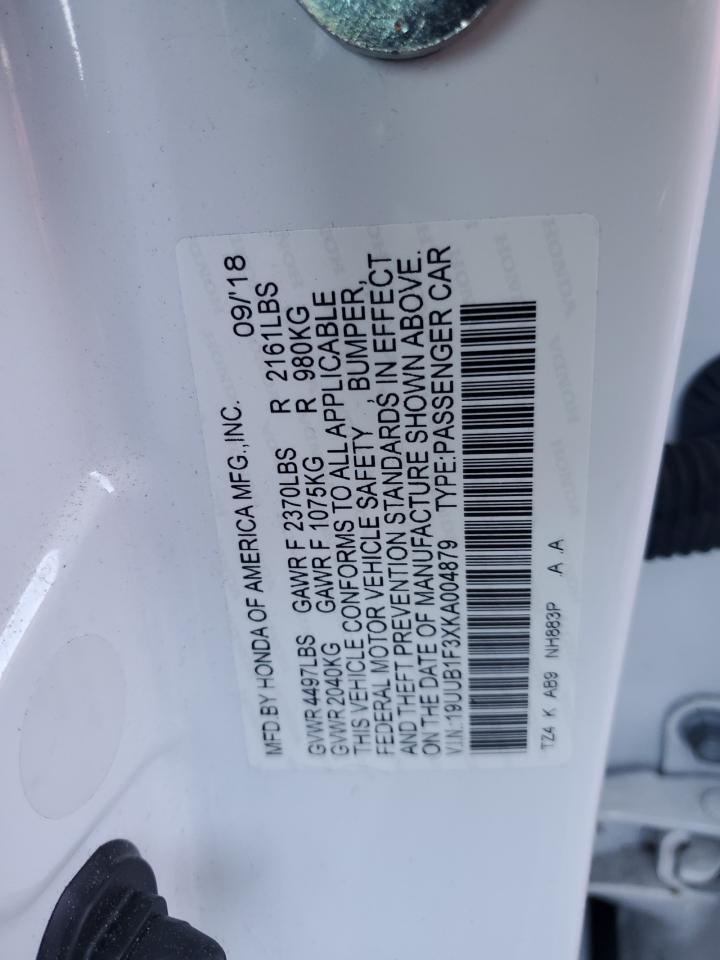 MFD.BY HONDA OF AMERICA MFG.,INC. 09/'18
GVWR 4497LBS GAWR F 2370LBS R 2161LBS
GVWR 2040KG GAWR F 1075KG R 980KG
THIS VEHICLE CONFORMS TO ALL APPLICABLE
FEDERAL MOTOR VEHICLE SAFETY , BUMPER,
AND THEFT PREVENTION STANDARDS IN EFFECT
ON THE DATE OF MANUFACTURE SHOWN ABOVE.
V.I.N.:19UUB1F3XKA004879 TYPE:PASSENGER CAR
TZ4 K AB9 NH883P .A .A
HONDA